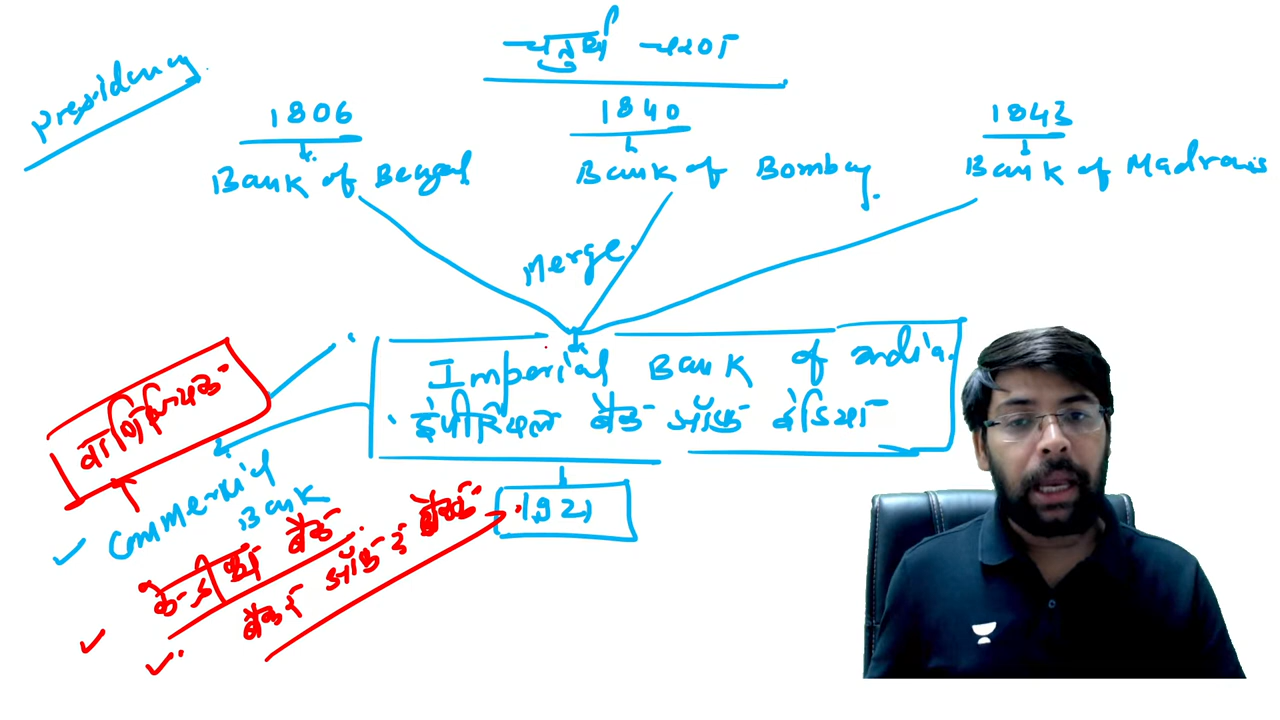 चतुर्थ चरण
presidency
1806
1840
1843
Bank of Bengal
Bank of Bombay
Bank of Madras
Merge
Imperial Bank of India
इंपीरियल बैंक ऑफ इंडिया
1921
वाणिज्यिक
Commercial
Bank
केन्द्रीय बैंक
बैंक ऑफ बैंक